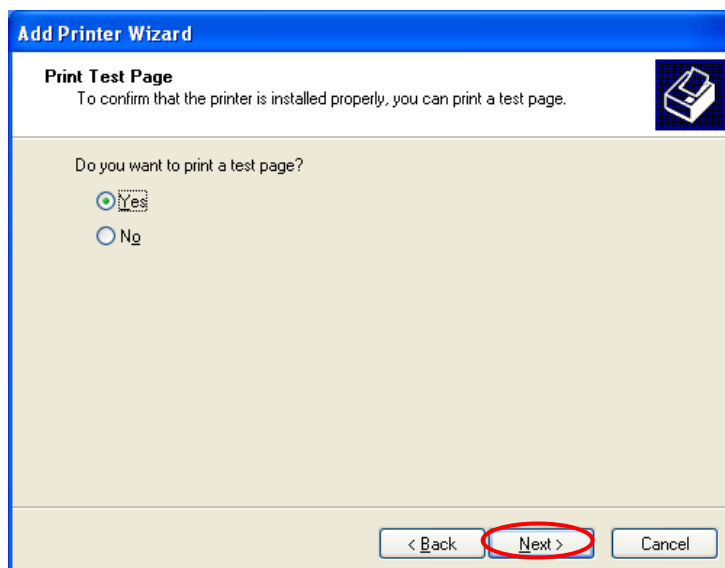 Add Printer Wizard
Print Test Page
To confirm that the printer is installed properly, you can print a test page.
Do you want to print a test page?
Yes
No
< Back
Next >
Cancel